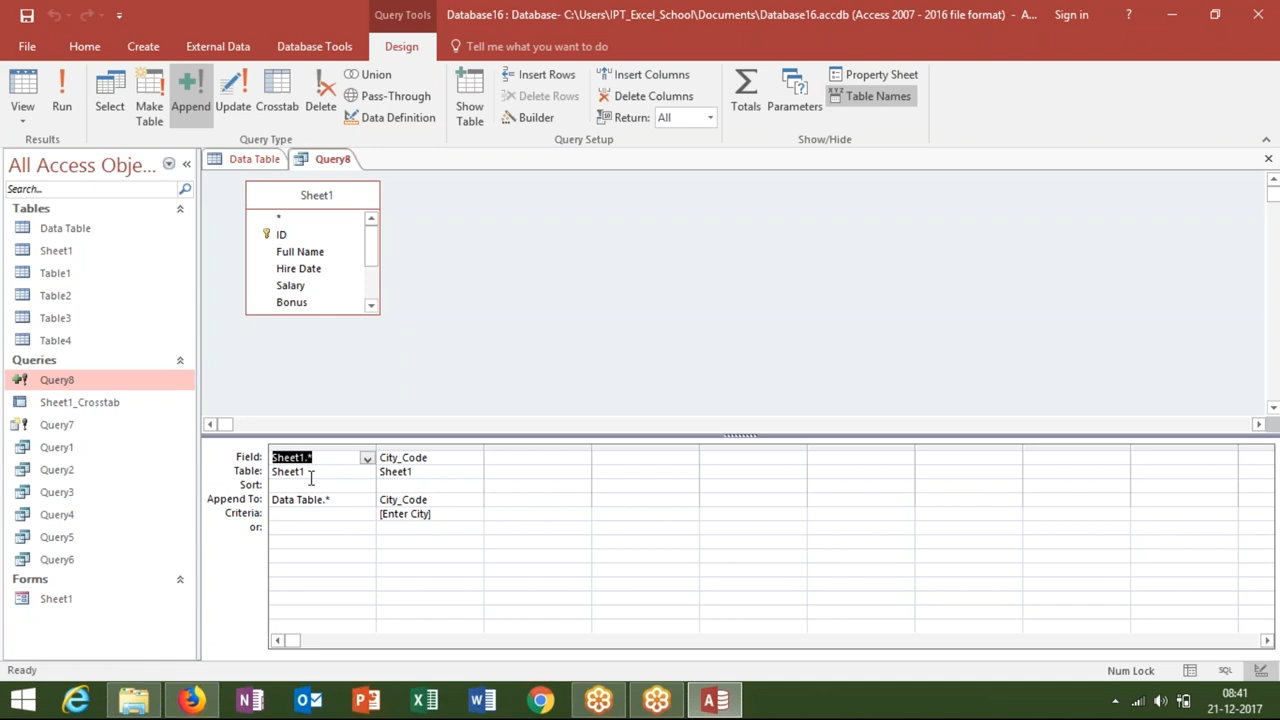 Query Tools
Database16 : Database- C:\Users\IPT_Excel_School\Documents\Database16.accdb (Access 2007 - 2016 file format) - A...
Sign in
?
File Home Create External Data Database Tools Design Tell me what you want to do
View
Run
Select
Make Table
Append
Update
Crosstab
Delete
Union
Pass-Through
Data Definition
Show Table
Insert Rows
Delete Rows
Builder
Insert Columns
Delete Columns
Return: All
Totals
Parameters
Property Sheet
Table Names
Results Query Type Query Setup Show/Hide
All Access Obje...
Search...
Tables
Data Table
Sheet1
Table1
Table2
Table3
Table4
Queries
Query8
Sheet1_Crosstab
Query7
Query1
Query2
Query3
Query4
Query5
Query6
Forms
Sheet1
Data Table Query8
Sheet1
*
ID
Full Name
Hire Date
Salary
Bonus
Field: Sheet1.* City_Code
Table: Sheet1 Sheet1
Sort:
Append To: Data Table.* City_Code
Criteria: [Enter City]
or:
Ready
Num Lock
SQL
08:41
21-12-2017